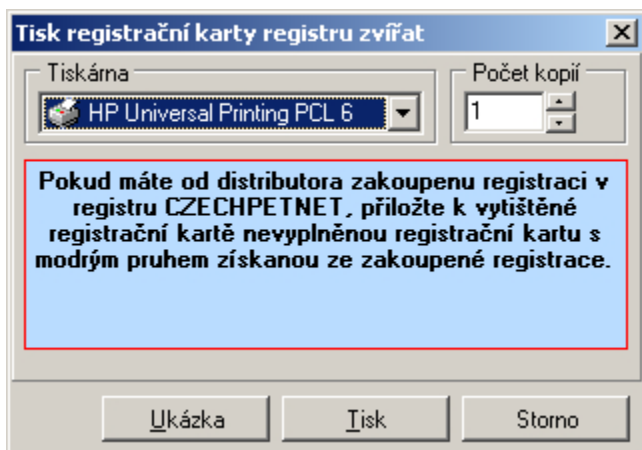 Tisk registrační karty registru zvířat
Tiskárna
Počet kopií
HP Universal Printing PCL 6
1
Pokud máte od distributora zakoupenu registraci v
registru CZECHPETNET, přiložte k vytištěné
registrační kartě nevyplněnou registrační kartu s
modrým pruhem získanou ze zakoupené registrace.
Ukázka
Tisk
Storno